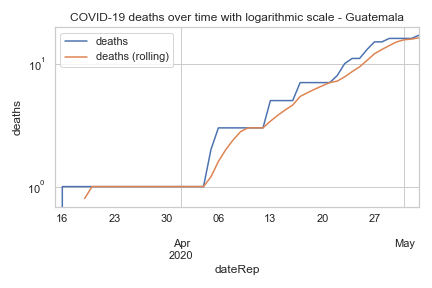 COVID-19 deaths over time with logarithmic scale - Guatemala
deaths
deaths (rolling)
10¹
10⁰
deaths
16 23 30 06 13 20 27
Apr May
2020
dateRep